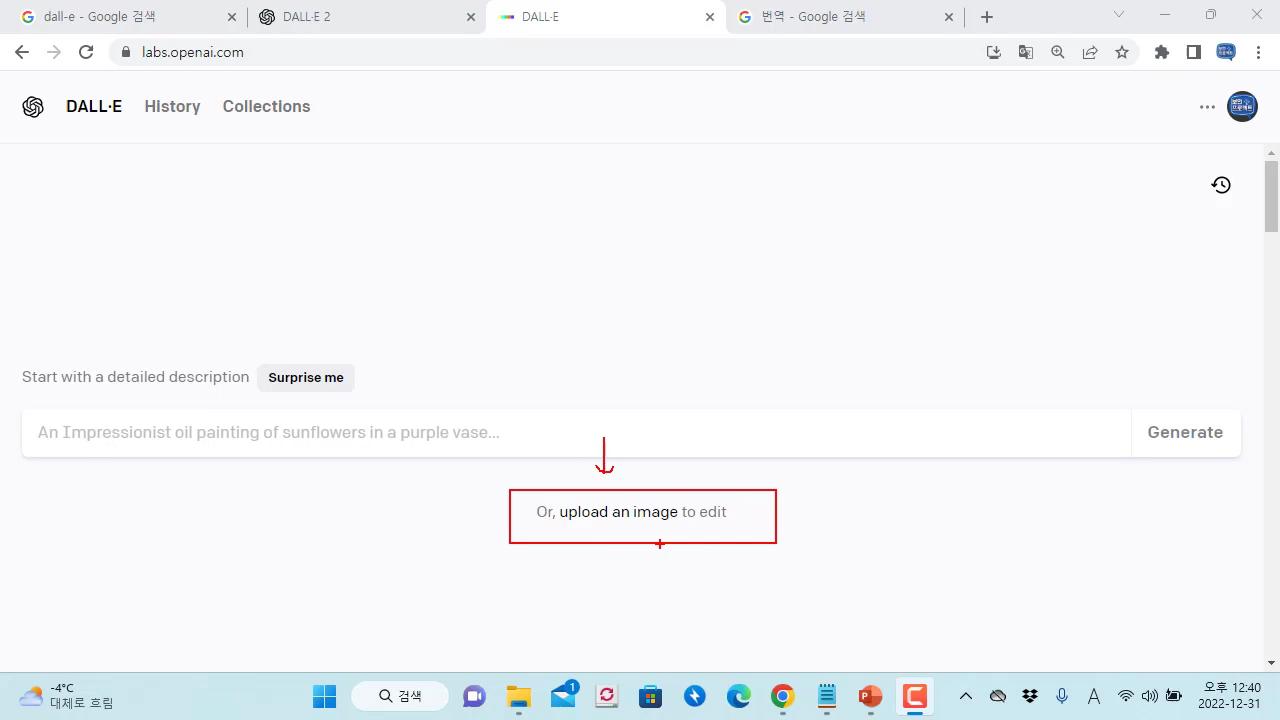 dall-e - Google 검색
DALL·E 2
DALL·E
번역 - Google 검색
labs.openai.com
DALL·E History Collections
Start with a detailed description Surprise me
An Impressionist oil painting of sunflowers in a purple vase...
Generate
Or, upload an image to edit
-4°C
대체로 흐림
검색
1
A
오후 12:40
2022-12-31